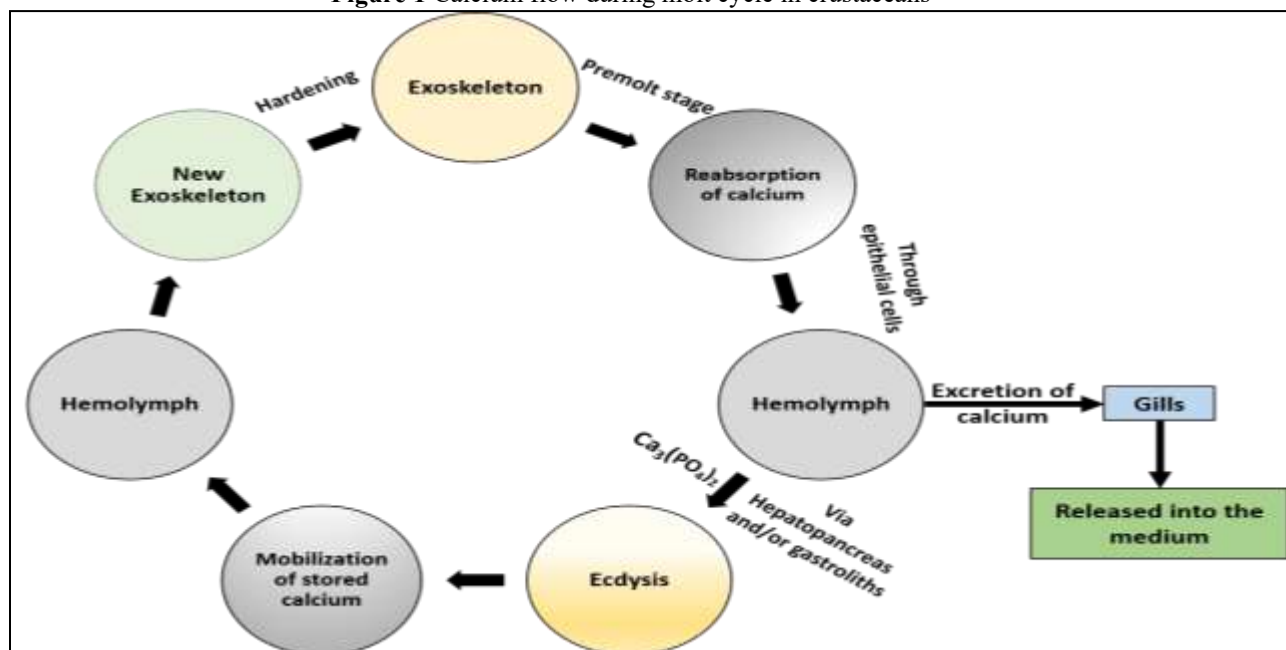 Figure 1 Calcium flow during molt cycle in crustaceans
Exoskeleton
Premolt stage
Reabsorption
of calcium
Through
epithelial cells
Hemolymph
Excretion of
calcium
Gills
Released into the
medium
Ca₃(PO₄)₂
Via
Hepatopancreas
and/or gastroliths
Ecdysis
Mobilization
of stored
calcium
Hemolymph
New
Exoskeleton
Hardening